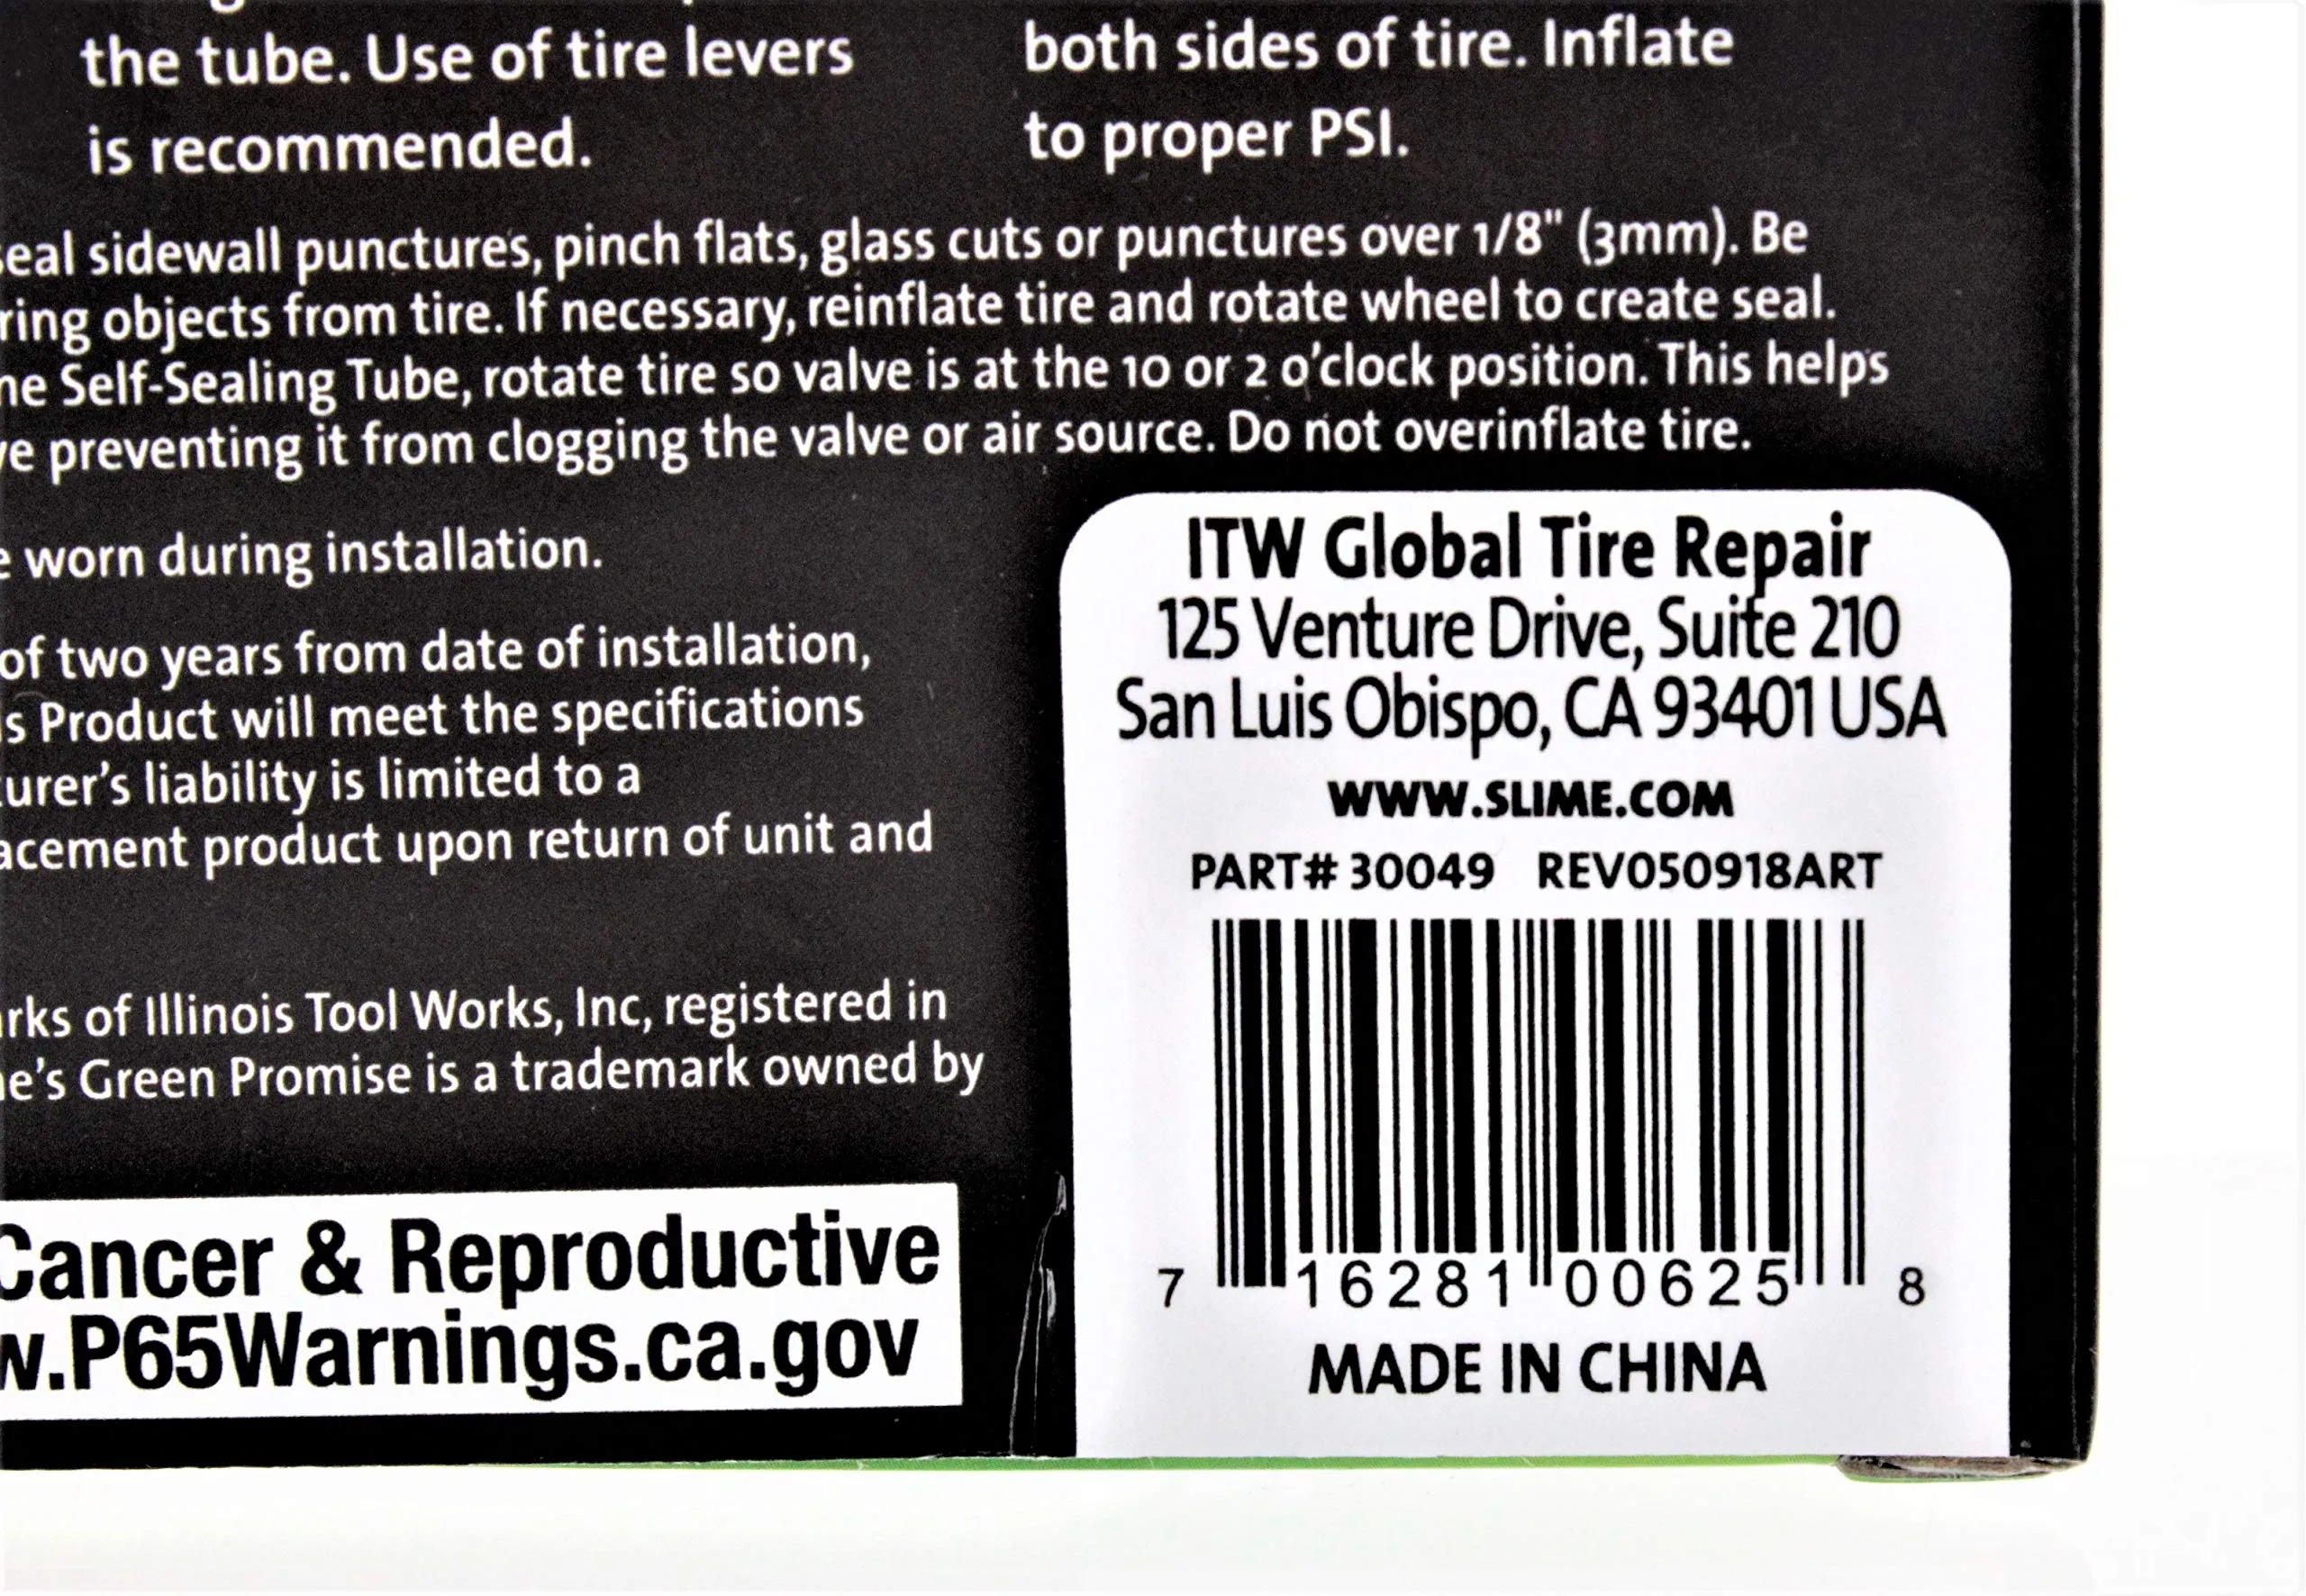 the tube. Use of tire levers
is recommended.
both sides of tire. Inflate
to proper PSI.
seal sidewall punctures, pinch flats, glass cuts or punctures over 1/8" (3mm). Be
ring objects from tire. If necessary, reinflate tire and rotate wheel to create seal.
ne Self-Sealing Tube, rotate tire so valve is at the 10 or 2 o'clock position. This helps
ve preventing it from clogging the valve or air source. Do not overinflate tire.
e worn during installation.
of two years from date of installation,
is Product will meet the specifications
urer's liability is limited to a
acement product upon return of unit and
arks of Illinois Tool Works, Inc, registered in
ne's Green Promise is a trademark owned by
Cancer & Reproductive
w.P65Warnings.ca.gov
ITW Global Tire Repair
125 Venture Drive, Suite 210
San Luis Obispo, CA 93401 USA
WWW.SLIME.COM
PART# 30049 REV050918ART
7 16281 00625 8
MADE IN CHINA